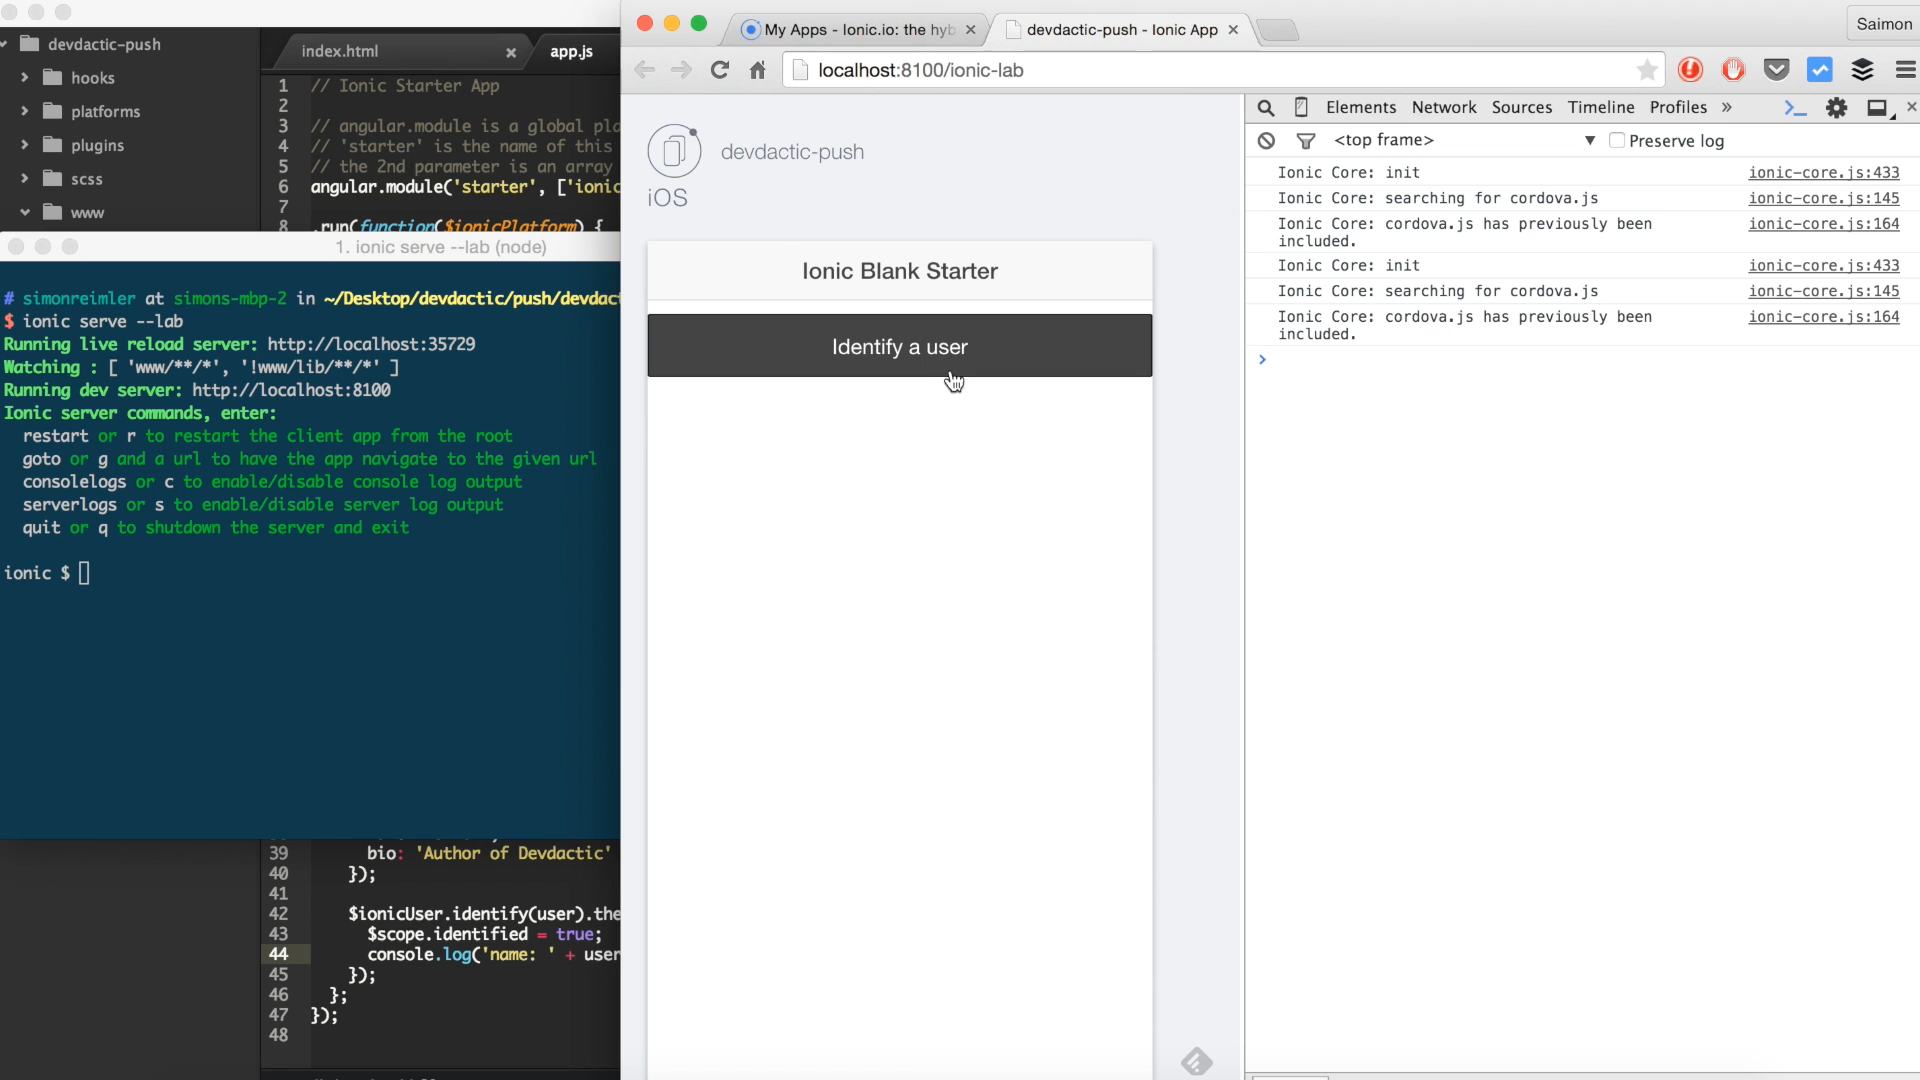 devdactic-push
hooks
platforms
plugins
scss
www
index.html
app.js
1 // Ionic Starter App
2
3 // angular.module is a global pla
4 // 'starter' is the name of this
5 // the 2nd parameter is an array
6 angular.module('starter', ['ionic
7
8 .run(function($ionicPlatform) {
1. ionic serve --lab (node)
# simonreimler at simons-mbp-2 in ~/Desktop/devdactic/push/devdact
$ ionic serve --lab
Running live reload server: http://localhost:35729
Watching : [ 'www/**/*', '!www/lib/**/*' ]
Running dev server: http://localhost:8100
Ionic server commands, enter:
restart or r to restart the client app from the root
goto or g and a url to have the app navigate to the given url
consolelogs or c to enable/disable console log output
serverlogs or s to enable/disable server log output
quit or q to shutdown the server and exit
ionic $
39 bio: 'Author of Devdactic'
40 });
41
42 $ionicUser.identify(user).the
43 $scope.identified = true;
44 console.log('name: ' + user
45 });
46 };
47 });
48
My Apps - Ionic.io: the hyb
devdactic-push - Ionic App
Saimon
localhost:8100/ionic-lab
devdactic-push
iOS
Ionic Blank Starter
Identify a user
Elements Network Sources Timeline Profiles »
<top frame> Preserve log
Ionic Core: init ionic-core.js:433
Ionic Core: searching for cordova.js ionic-core.js:145
Ionic Core: cordova.js has previously been ionic-core.js:164
included.
Ionic Core: init ionic-core.js:433
Ionic Core: searching for cordova.js ionic-core.js:145
Ionic Core: cordova.js has previously been ionic-core.js:164
included.